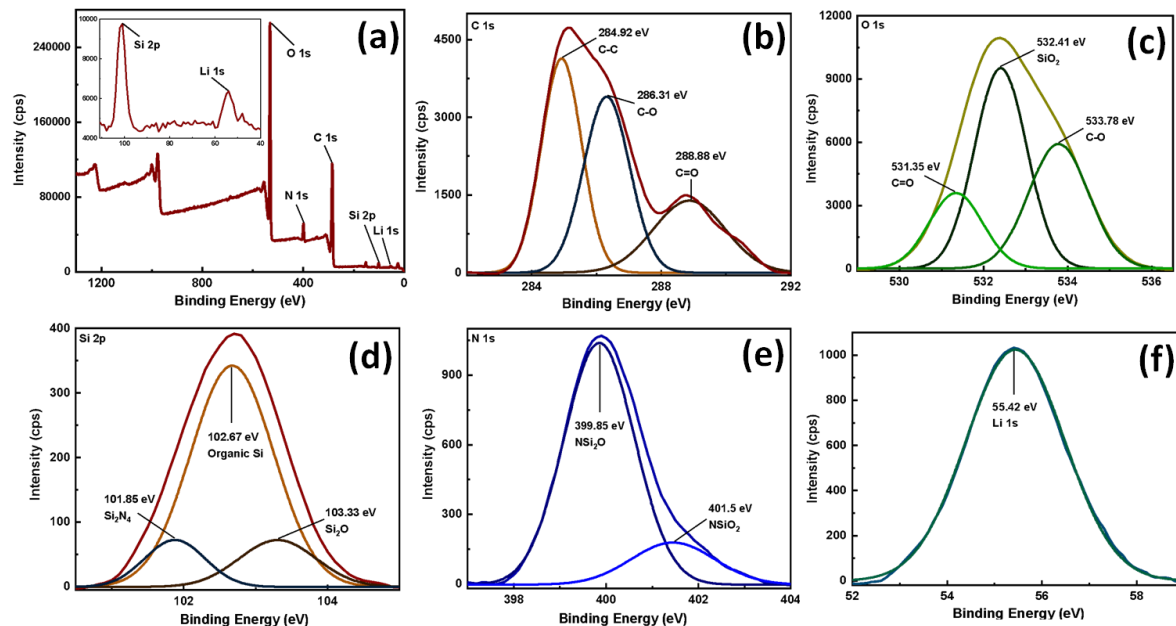 (a)
10000
8000
6000
4000
100
80
60
40
Si 2p
Li 1s
O 1s
C 1s
N 1s
Si 2p
Li 1s
240000
160000
80000
0
1200
800
400
0
Intensity (cps)
Binding Energy (eV)
C 1s
(b)
284.92 eV
C-C
286.31 eV
C-O
288.88 eV
C=O
4500
3000
1500
0
284
288
292
Intensity (cps)
Binding Energy (eV)
O 1s
(c)
532.41 eV
SiO₂
533.78 eV
C-O
531.35 eV
C=O
12000
9000
6000
3000
0
530
532
534
536
Intensity (cps)
Binding Energy (eV)
Si 2p
(d)
102.67 eV
Organic Si
101.85 eV
Si₂N₄
103.33 eV
Si₂O
400
300
200
100
0
102
104
Intensity (cps)
Binding Energy (eV)
N 1s
(e)
399.85 eV
NSi₂O
401.5 eV
NSiO₂
900
600
300
0
398
400
402
404
Intensity (cps)
Binding Energy (eV)
(f)
55.42 eV
Li 1s
1000
800
600
400
200
0
52
54
56
58
Intensity (cps)
Binding Energy (eV)